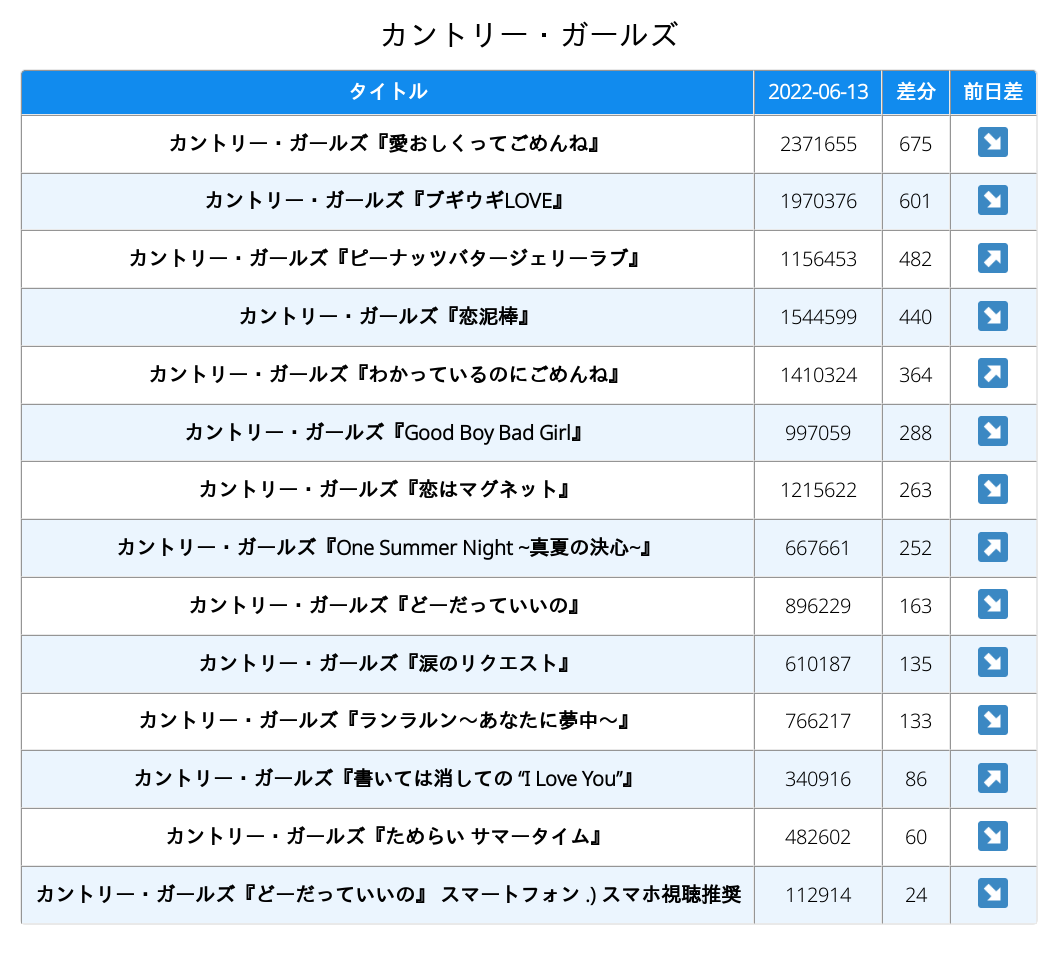 カントリー・ガールズ
タイトル 2022-06-13 差分 前日差
カントリー・ガールズ『愛おしくってごめんね』 2371655 675 ↘
カントリー・ガールズ『ブギウギLOVE』 1970376 601 ↘
カントリー・ガールズ『ピーナッツバタージェリーラブ』 1156453 482 ↗
カントリー・ガールズ『恋泥棒』 1544599 440 ↘
カントリー・ガールズ『わかっているのにごめんね』 1410324 364 ↗
カントリー・ガールズ『Good Boy Bad Girl』 997059 288 ↘
カントリー・ガールズ『恋はマグネット』 1215622 263 ↘
カントリー・ガールズ『One Summer Night ~真夏の決心~』 667661 252 ↗
カントリー・ガールズ『どーだっていいの』 896229 163 ↘
カントリー・ガールズ『涙のリクエスト』 610187 135 ↘
カントリー・ガールズ『ランラルン～あなたに夢中～』 766217 133 ↘
カントリー・ガールズ『書いては消しての “I Love You”』 340916 86 ↗
カントリー・ガールズ『ためらい サマータイム』 482602 60 ↘
カントリー・ガールズ『どーだっていいの』 スマートフォン .) スマホ視聴推奨 112914 24 ↘